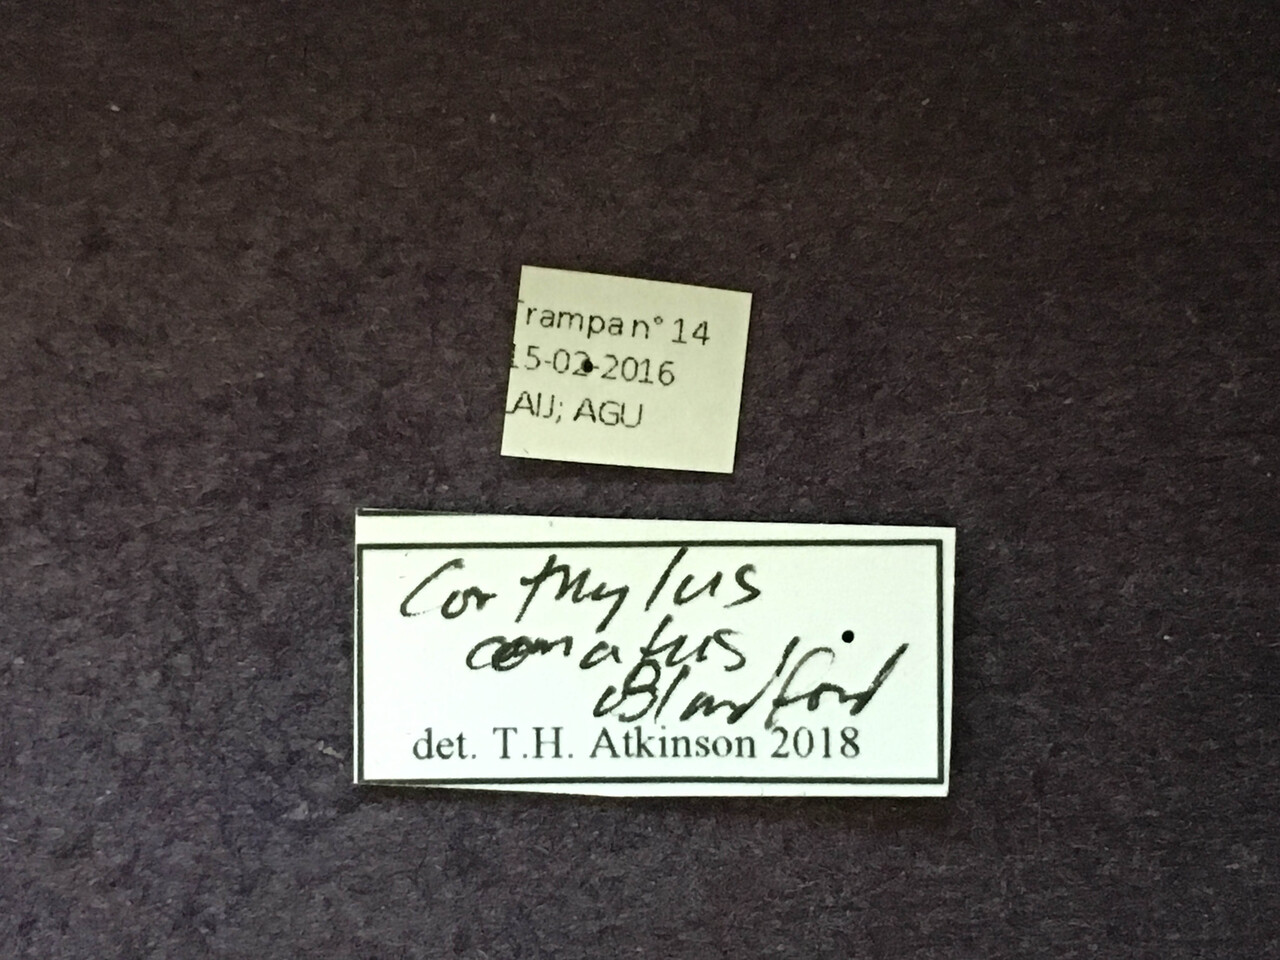 Trampa n° 14
15-02-2016
AIJ; AGU
Corthylus
comatus
Blandford
det. T.H. Atkinson 2018